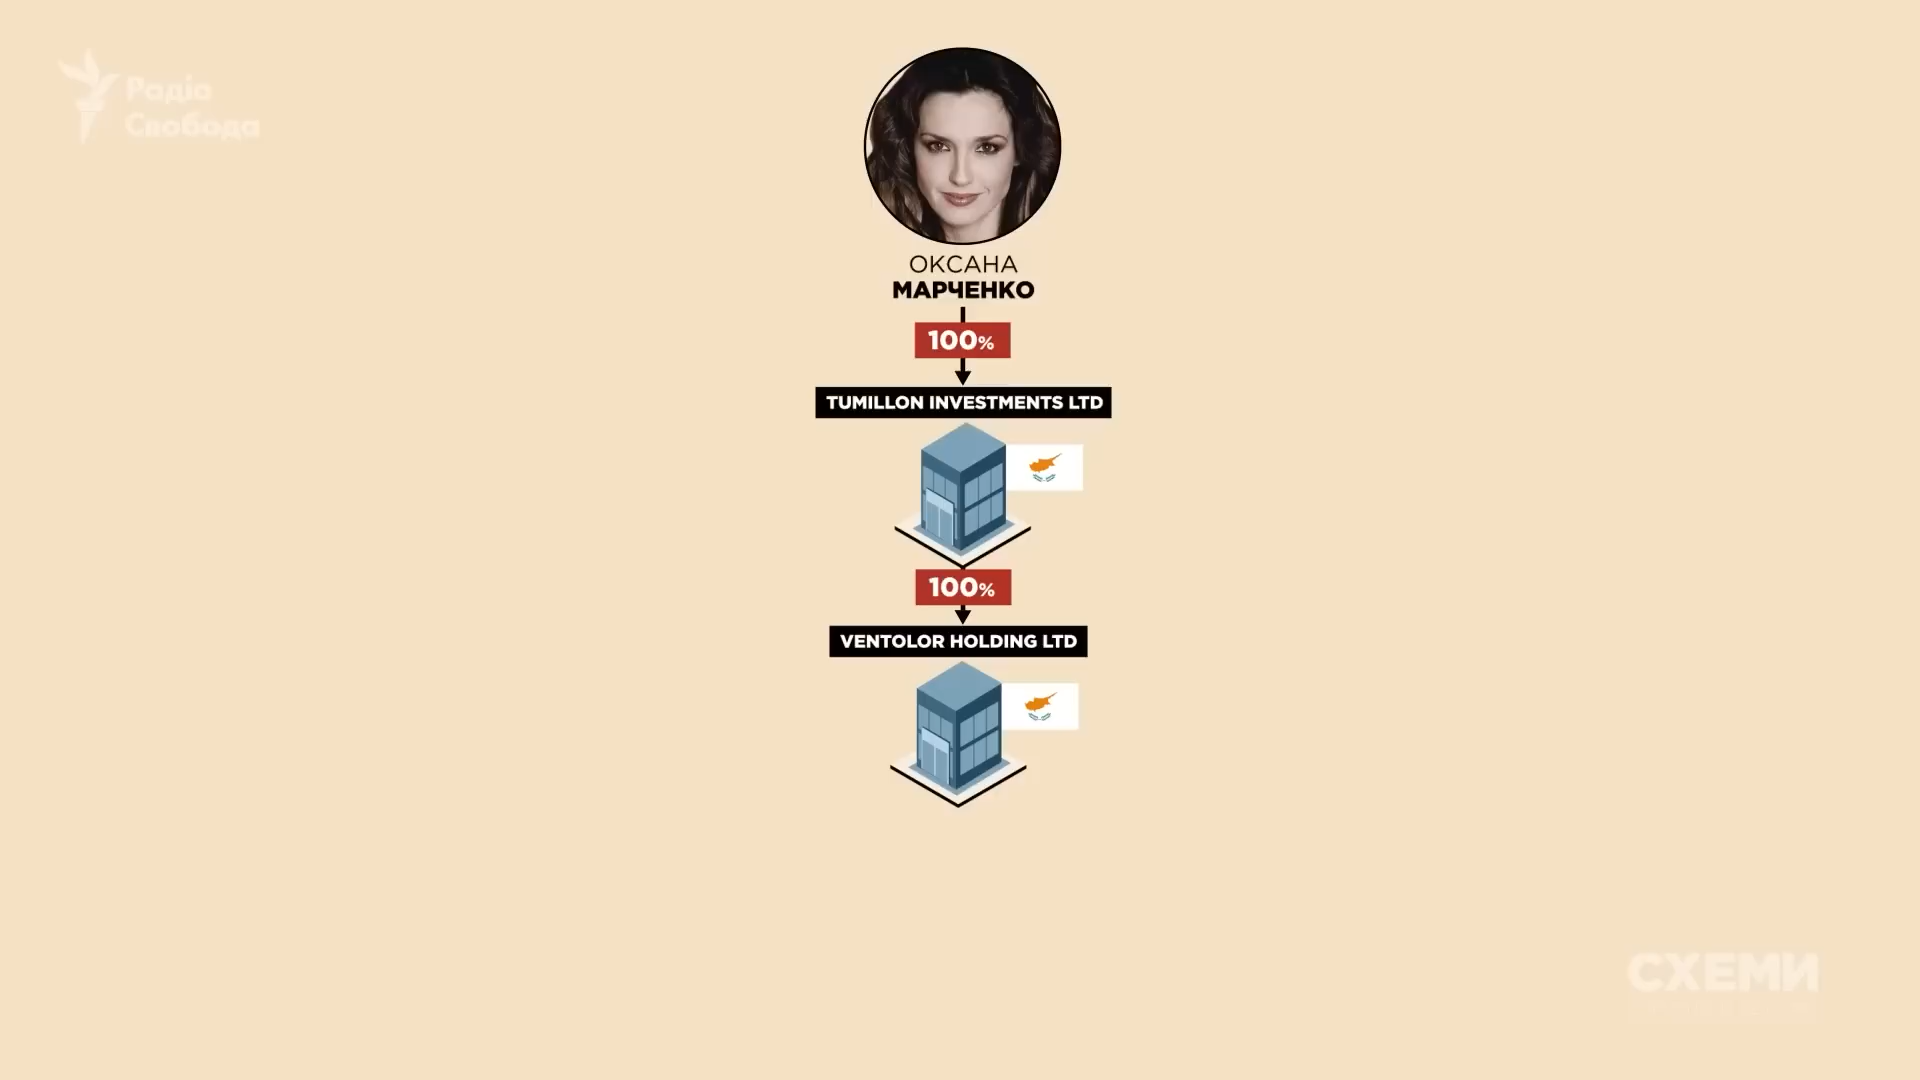 Радіо
Свобода
ОКСАНА
МАРЧЕНКО
100%
TUMILLON INVESTMENTS LTD
100%
VENTOLOR HOLDING LTD
СХЕМИ